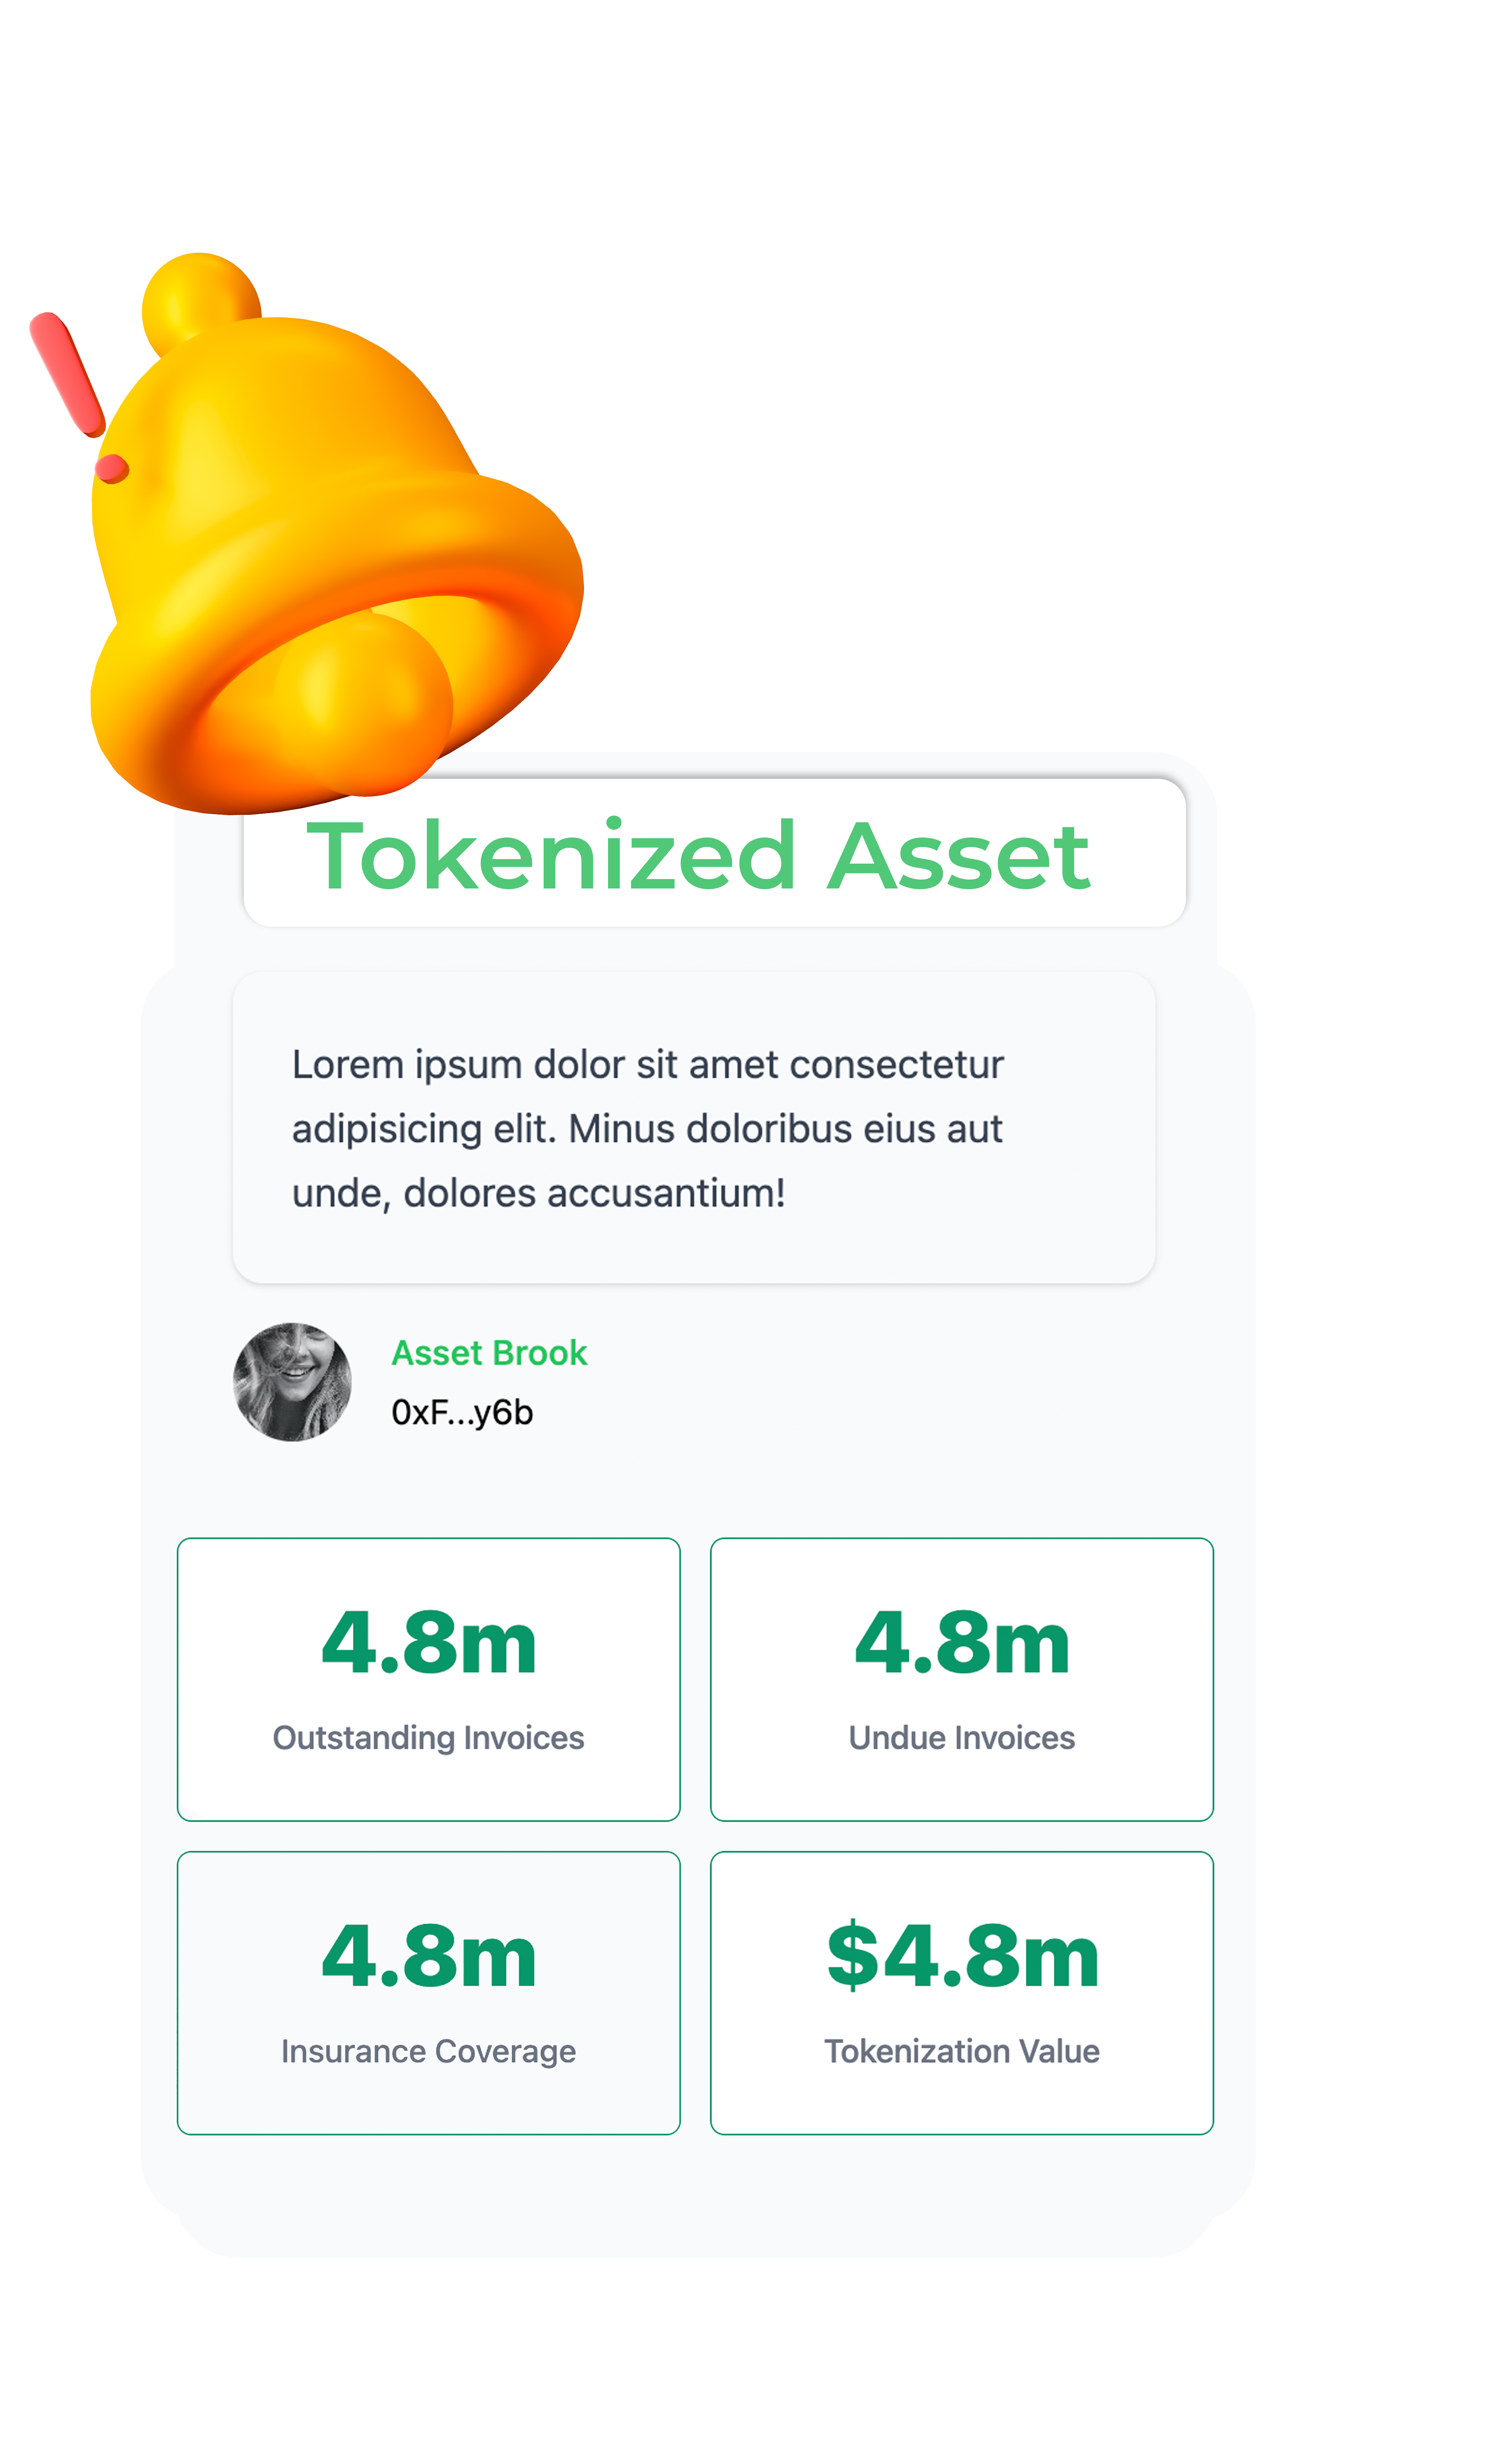 Tokenized Asset
Lorem ipsum dolor sit amet consectetur
adipisicing elit. Minus doloribus eius aut
unde, dolores accusantium!
Asset Brook
0xF...y6b
4.8m
Outstanding Invoices
4.8m
Undue Invoices
4.8m
Insurance Coverage
$4.8m
Tokenization Value